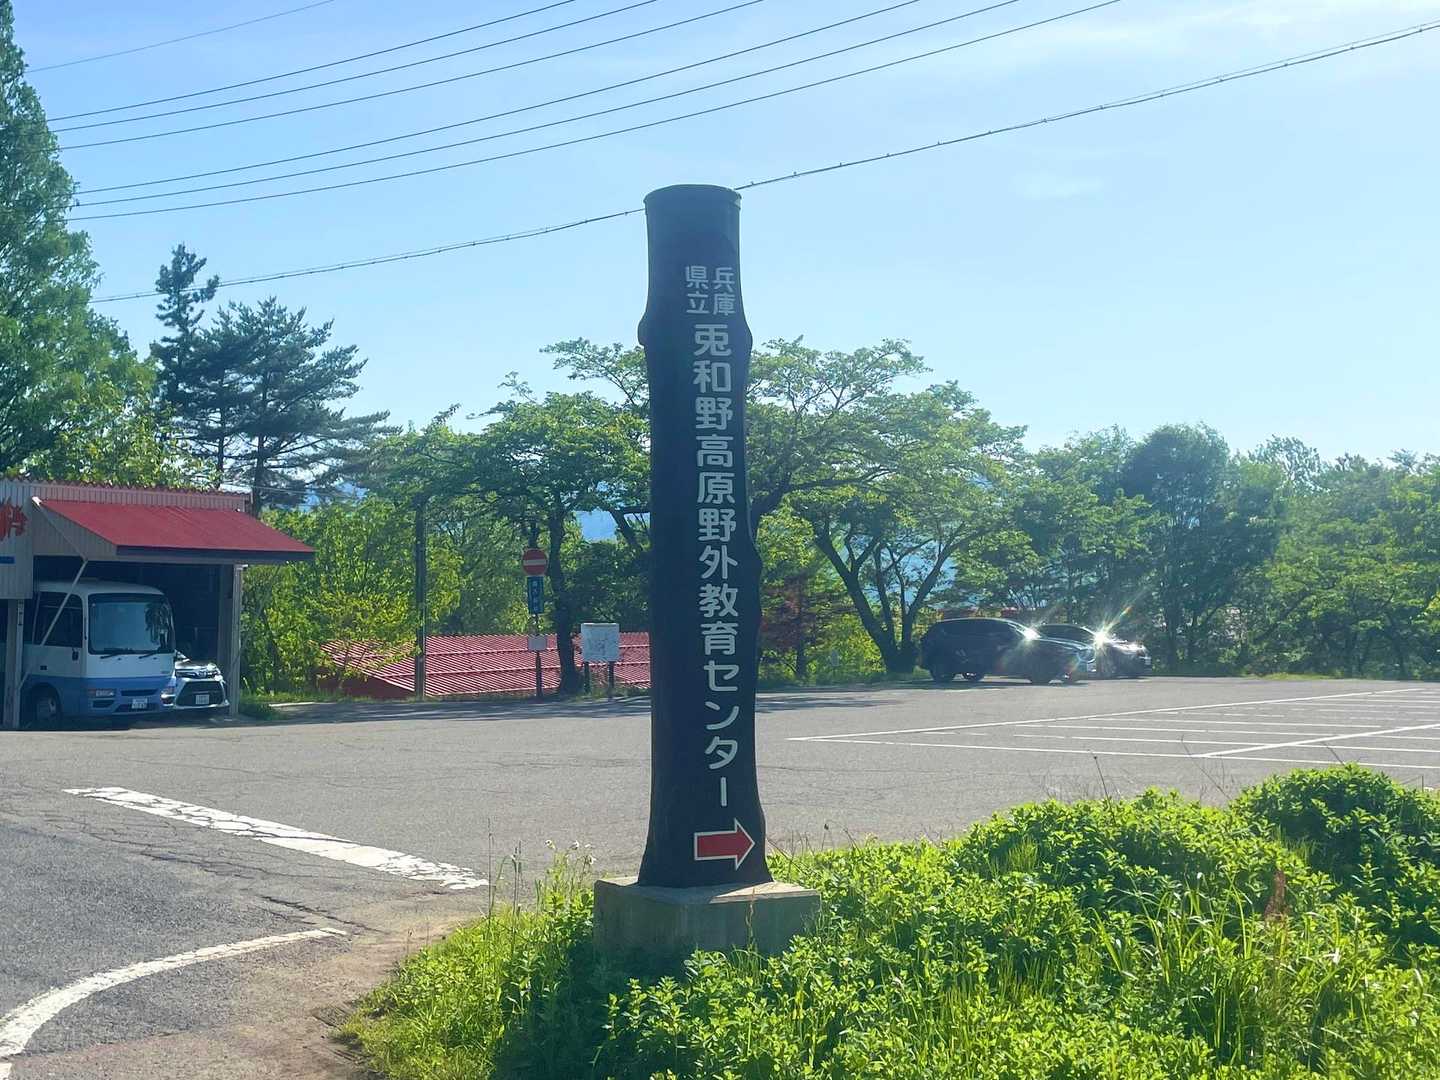 兵庫
県立
兎和野高原野外教育センター